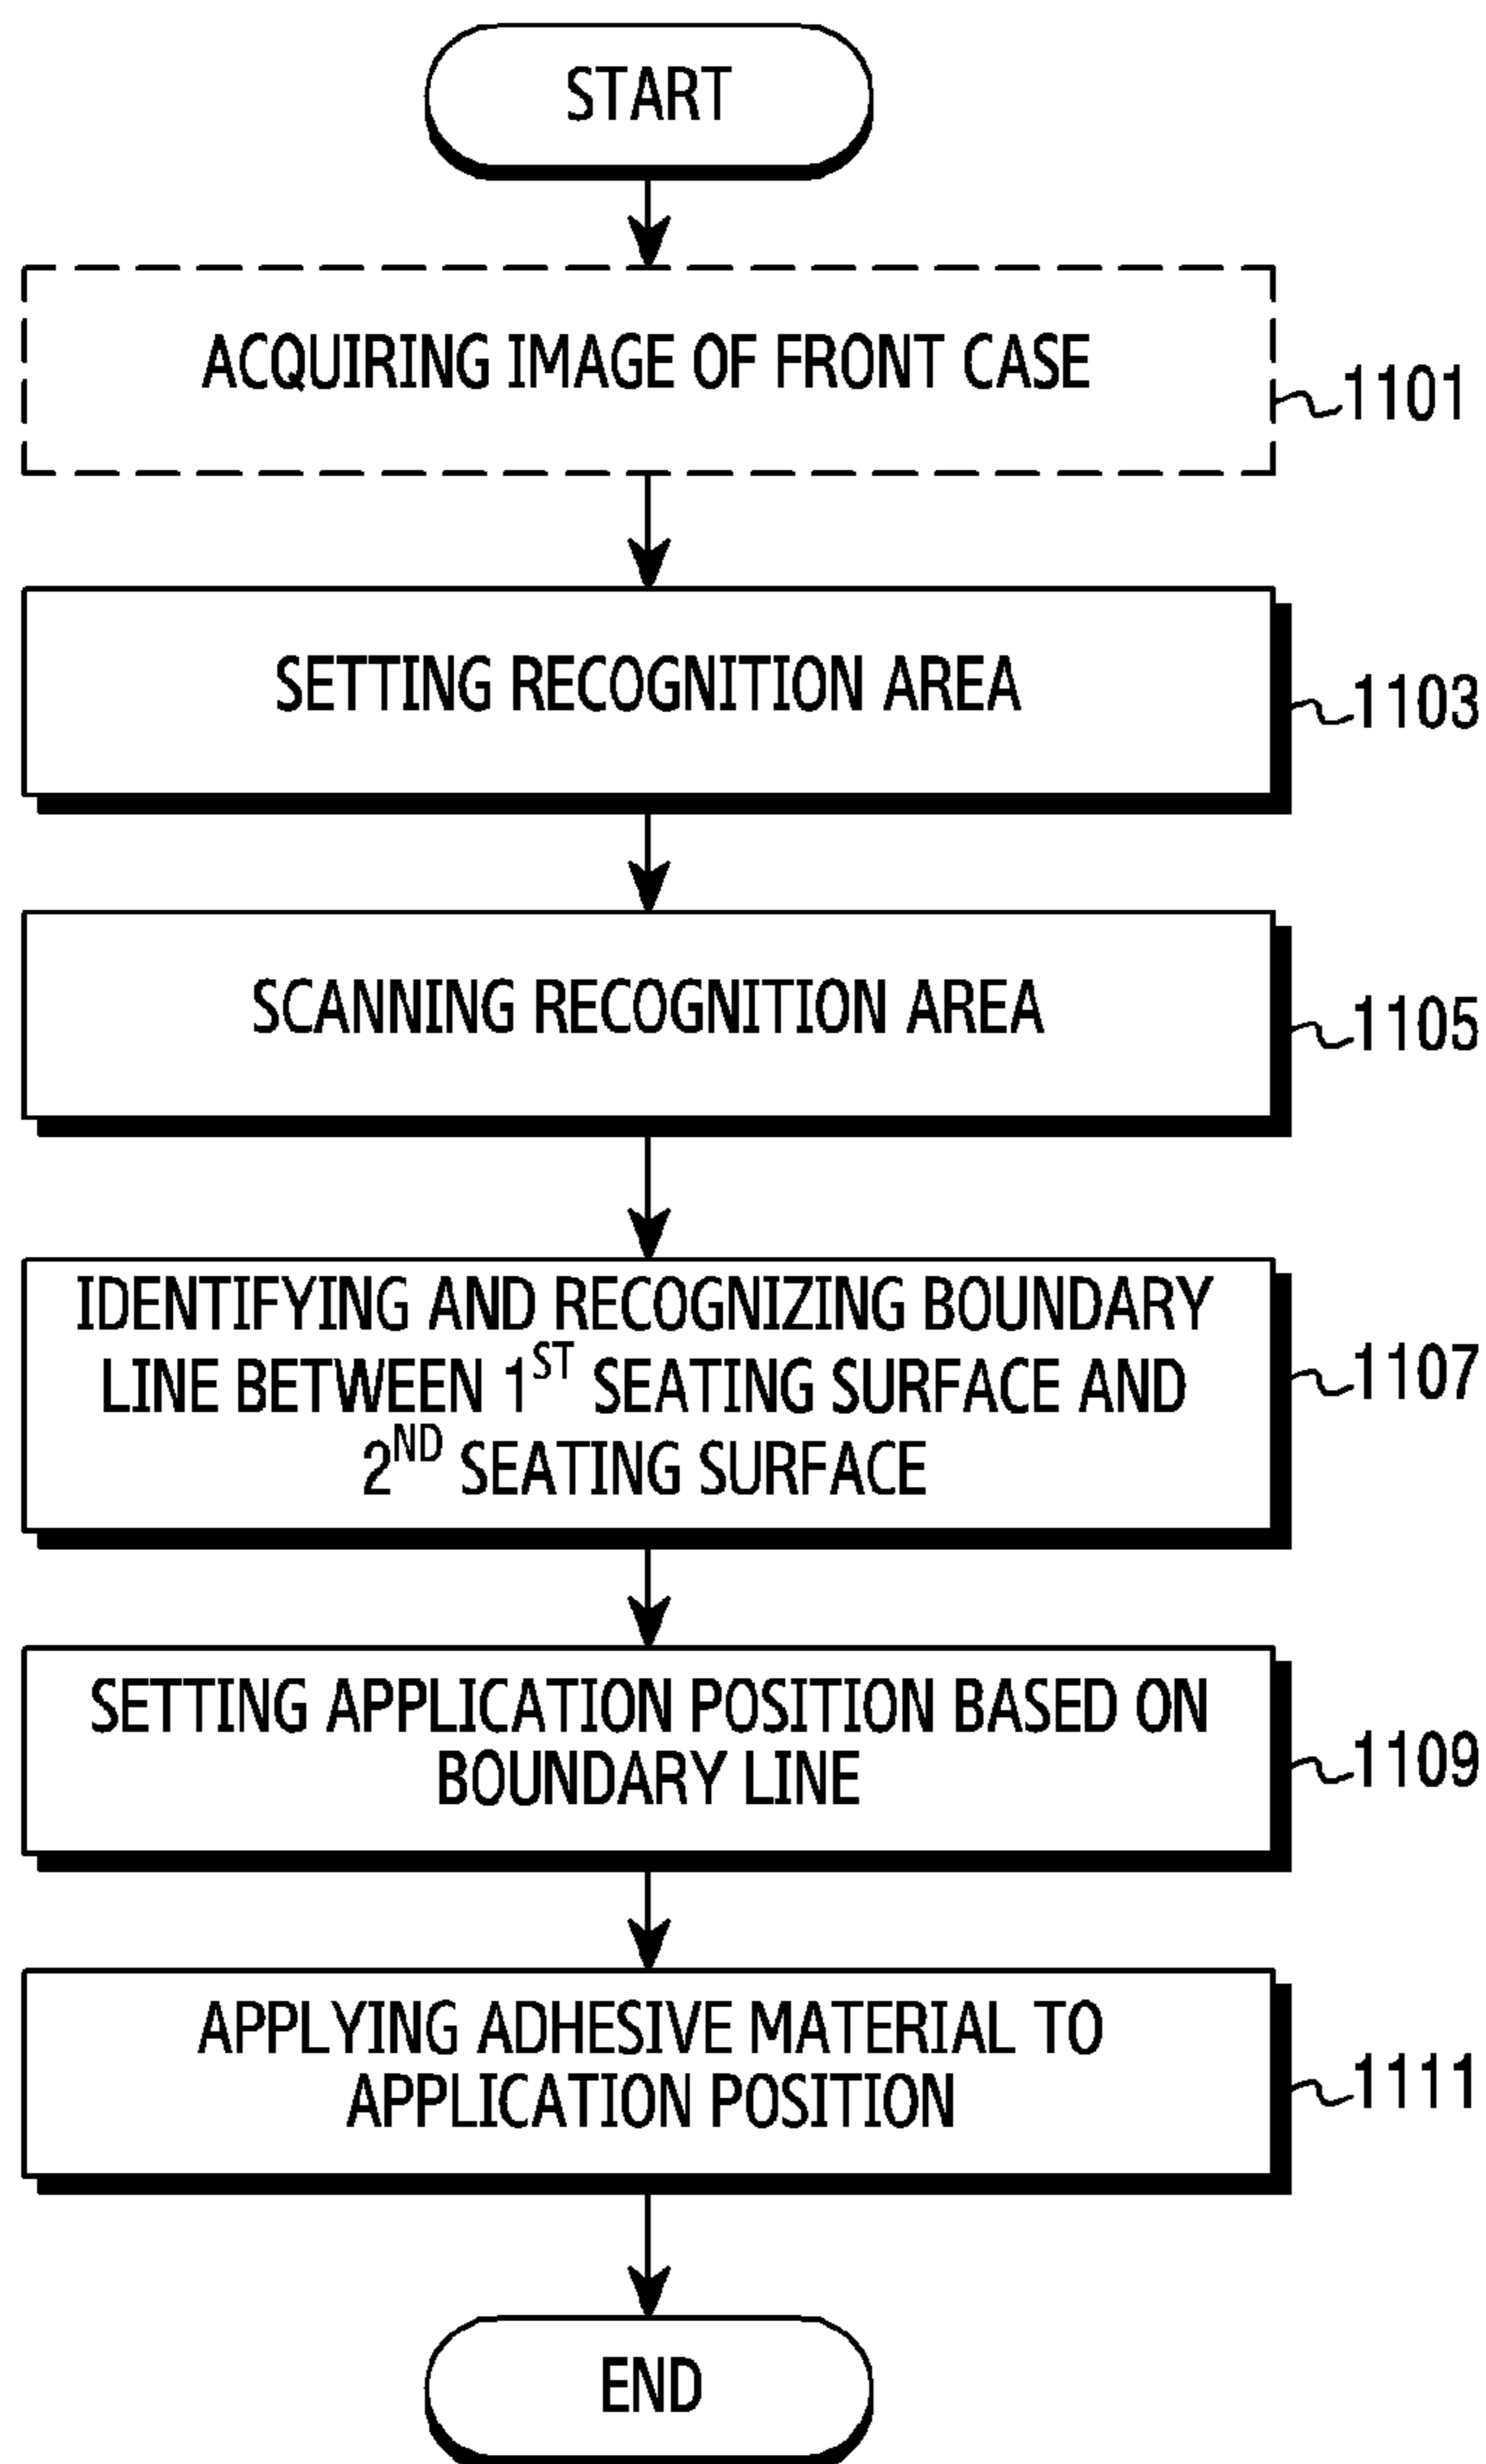 START
ACQUIRING IMAGE OF FRONT CASE
1101
SETTING RECOGNITION AREA
1103
SCANNING RECOGNITION AREA
1105
IDENTIFYING AND RECOGNIZING BOUNDARY
LINE BETWEEN 1ST SEATING SURFACE AND
2ND SEATING SURFACE
1107
SETTING APPLICATION POSITION BASED ON
BOUNDARY LINE
1109
APPLYING ADHESIVE MATERIAL TO
APPLICATION POSITION
1111
END